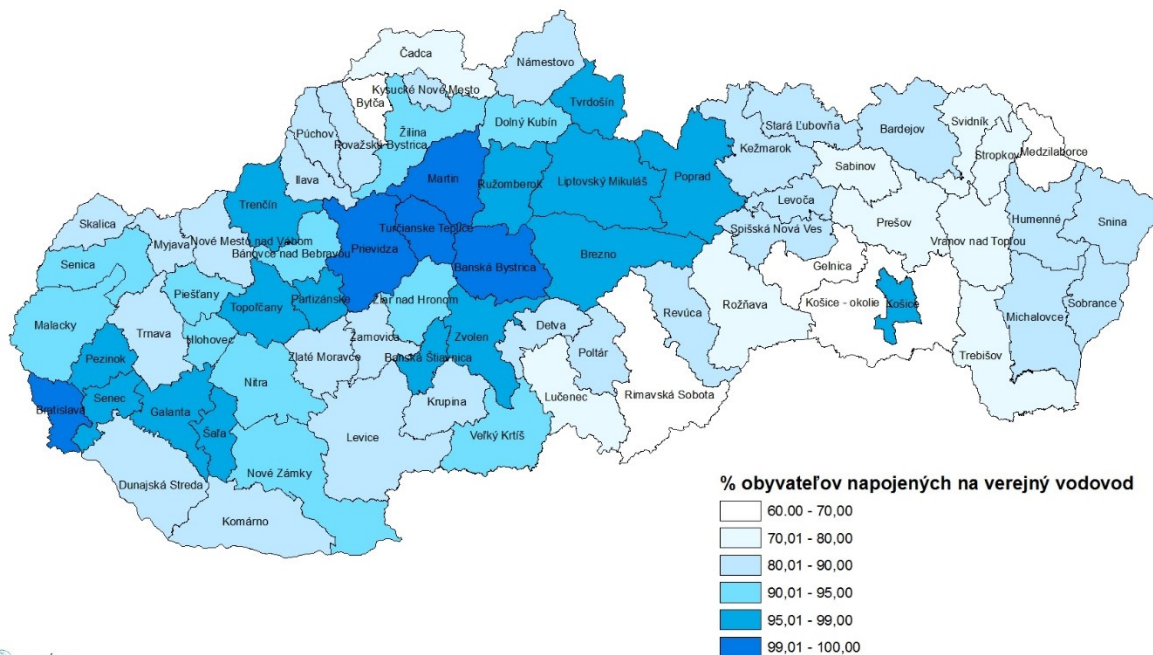 Čadca
Námestovo
Kysucké Nové Mesto
Bytča
Tvrdošín
Dolný Kubín
Púchov
Považský Bystrica
Žilina
Ilava
Martin
Ružomberok
Liptovský Mikuláš
Poprad
Kežmarok
Stará Ľubovňa
Bardejov
Svidník
Stropkov
Medzilaborce
Sabinov
Levoča
Prešov
Humenné
Snina
Spišská Nová Ves
Vranov nad Topľou
Gelnica
Trenčín
Skalica
Myjava
Nové Mesto nad Váhom
Bánovce nad Bebravou
Prievidza
Turčianske Teplice
Banská Bystrica
Brezno
Senica
Piešťany
Topoľčany
Partizánske
Žiar nad Hronom
Revúca
Rožňava
Košice - okolie
Košice
Michalovce
Sobrance
Malacky
Trnava
Hlohovec
Zlaté Moravce
Žarnovica
Banská Štiavnica
Zvolen
Detva
Poltár
Trebišov
Pezinok
Nitra
Krupina
Lučenec
Rimavská Sobota
Bratislava
Senec
Galanta
Šaľa
Levice
Veľký Krtíš
Nové Zámky
Dunajská Streda
Komárno
% obyvateľov napojených na verejný vodovod
60.00 - 70,00
70,01 - 80,00
80,01 - 90,00
90,01 - 95,00
95,01 - 99,00
99,01 - 100,00